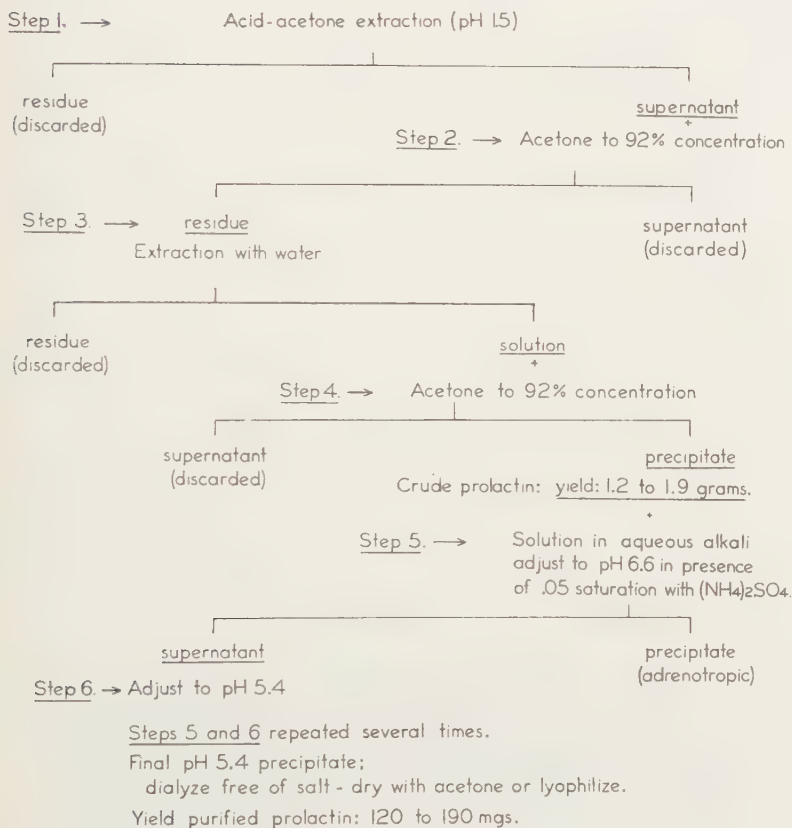 Step 1. → Acid-acetone extraction (pH 1.5)
residue
(discarded)
supernatant
+
Step 2. → Acetone to 92% concentration
Step 3. → residue
Extraction with water
supernatant
(discarded)
residue
(discarded)
solution
+
Step 4. → Acetone to 92% concentration
supernatant
(discarded)
precipitate
Crude prolactin: yield: 1.2 to 1.9 grams.
+
Step 5. → Solution in aqueous alkali
adjust to pH 6.6 in presence
of .05 saturation with (NH4)2SO4.
supernatant
Step 6. → Adjust to pH 5.4
precipitate
(adrenotropic)
Steps 5 and 6 repeated several times.
Final pH 5.4 precipitate;
dialyze free of salt - dry with acetone or lyophilize.
Yield purified prolactin: 120 to 190 mgs.